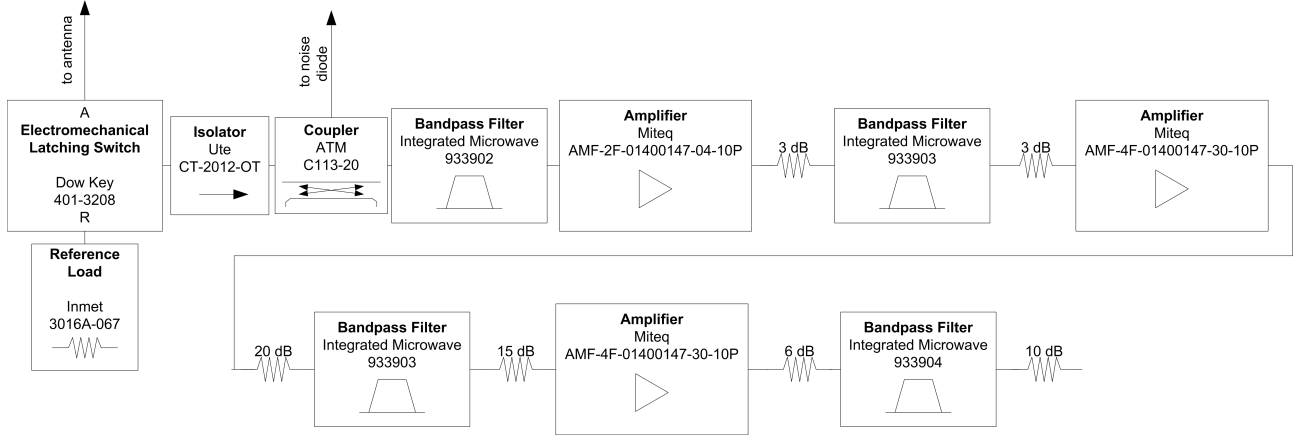 to antenna
A
Electromechanical
Latching Switch
Dow Key
401-3208
R
Reference
Load
Inmet
3016A-067
Isolator
Ute
CT-2012-OT
to noise
diode
Coupler
ATM
C113-20
Bandpass Filter
Integrated Microwave
933902
Amplifier
Miteq
AMF-2F-01400147-04-10P
3 dB
Bandpass Filter
Integrated Microwave
933903
3 dB
Amplifier
Miteq
AMF-4F-01400147-30-10P
20 dB
Bandpass Filter
Integrated Microwave
933903
15 dB
Amplifier
Miteq
AMF-4F-01400147-30-10P
6 dB
Bandpass Filter
Integrated Microwave
933904
10 dB